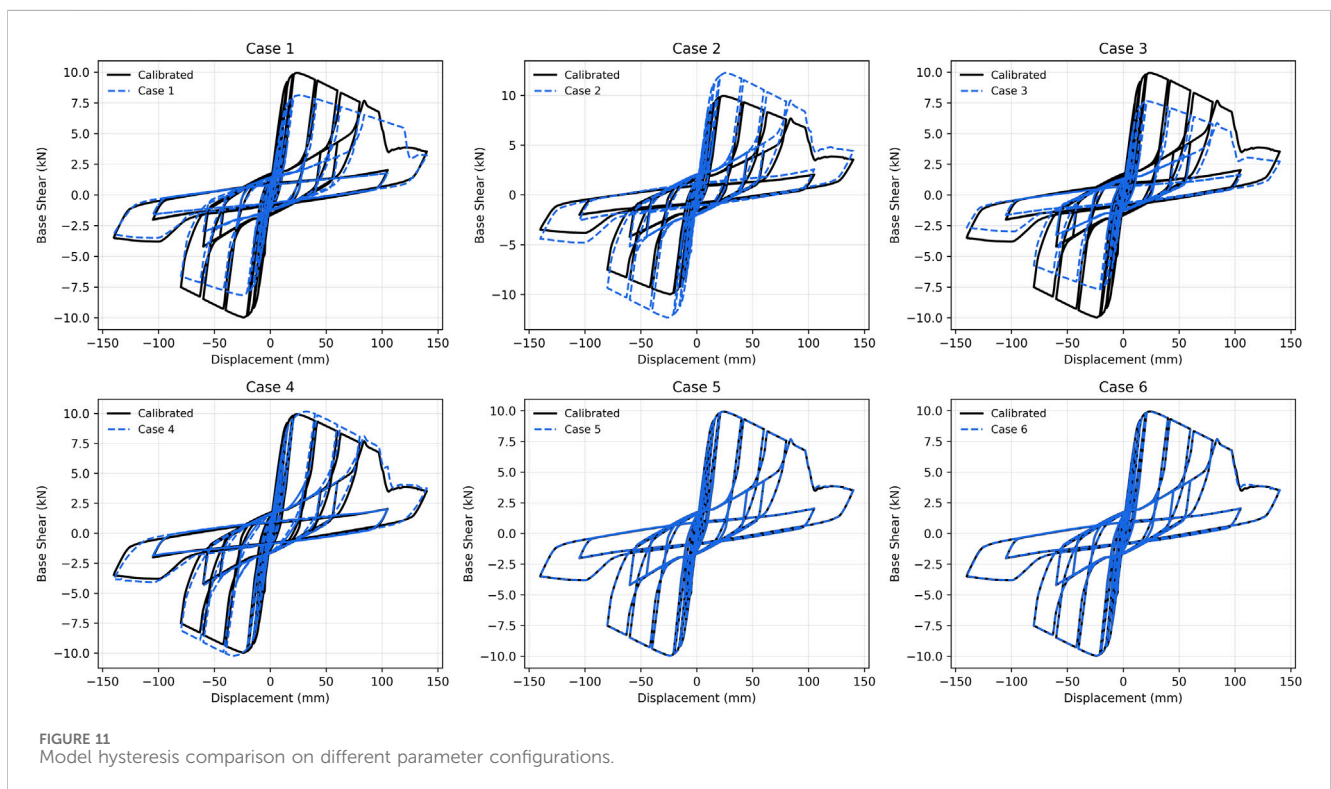 Case 1
Case 2
Case 3
Base Shear (kN)
10.0
7.5
5.0
2.5
0.0
−2.5
−5.0
−7.5
−10.0
Calibrated
Case 1
−150 −100 −50 0 50 100 150
Displacement (mm)
Base Shear (kN)
10
5
0
−5
−10
Calibrated
Case 2
−150 −100 −50 0 50 100 150
Displacement (mm)
Base Shear (kN)
10.0
7.5
5.0
2.5
0.0
−2.5
−5.0
−7.5
−10.0
Calibrated
Case 3
−150 −100 −50 0 50 100 150
Displacement (mm)
Case 4
Case 5
Case 6
Base Shear (kN)
10.0
7.5
5.0
2.5
0.0
−2.5
−5.0
−7.5
−10.0
Calibrated
Case 4
−150 −100 −50 0 50 100 150
Displacement (mm)
Base Shear (kN)
10.0
7.5
5.0
2.5
0.0
−2.5
−5.0
−7.5
−10.0
Calibrated
Case 5
−150 −100 −50 0 50 100 150
Displacement (mm)
Base Shear (kN)
10.0
7.5
5.0
2.5
0.0
−2.5
−5.0
−7.5
−10.0
Calibrated
Case 6
−150 −100 −50 0 50 100 150
Displacement (mm)
FIGURE 11
Model hysteresis comparison on different parameter configurations.